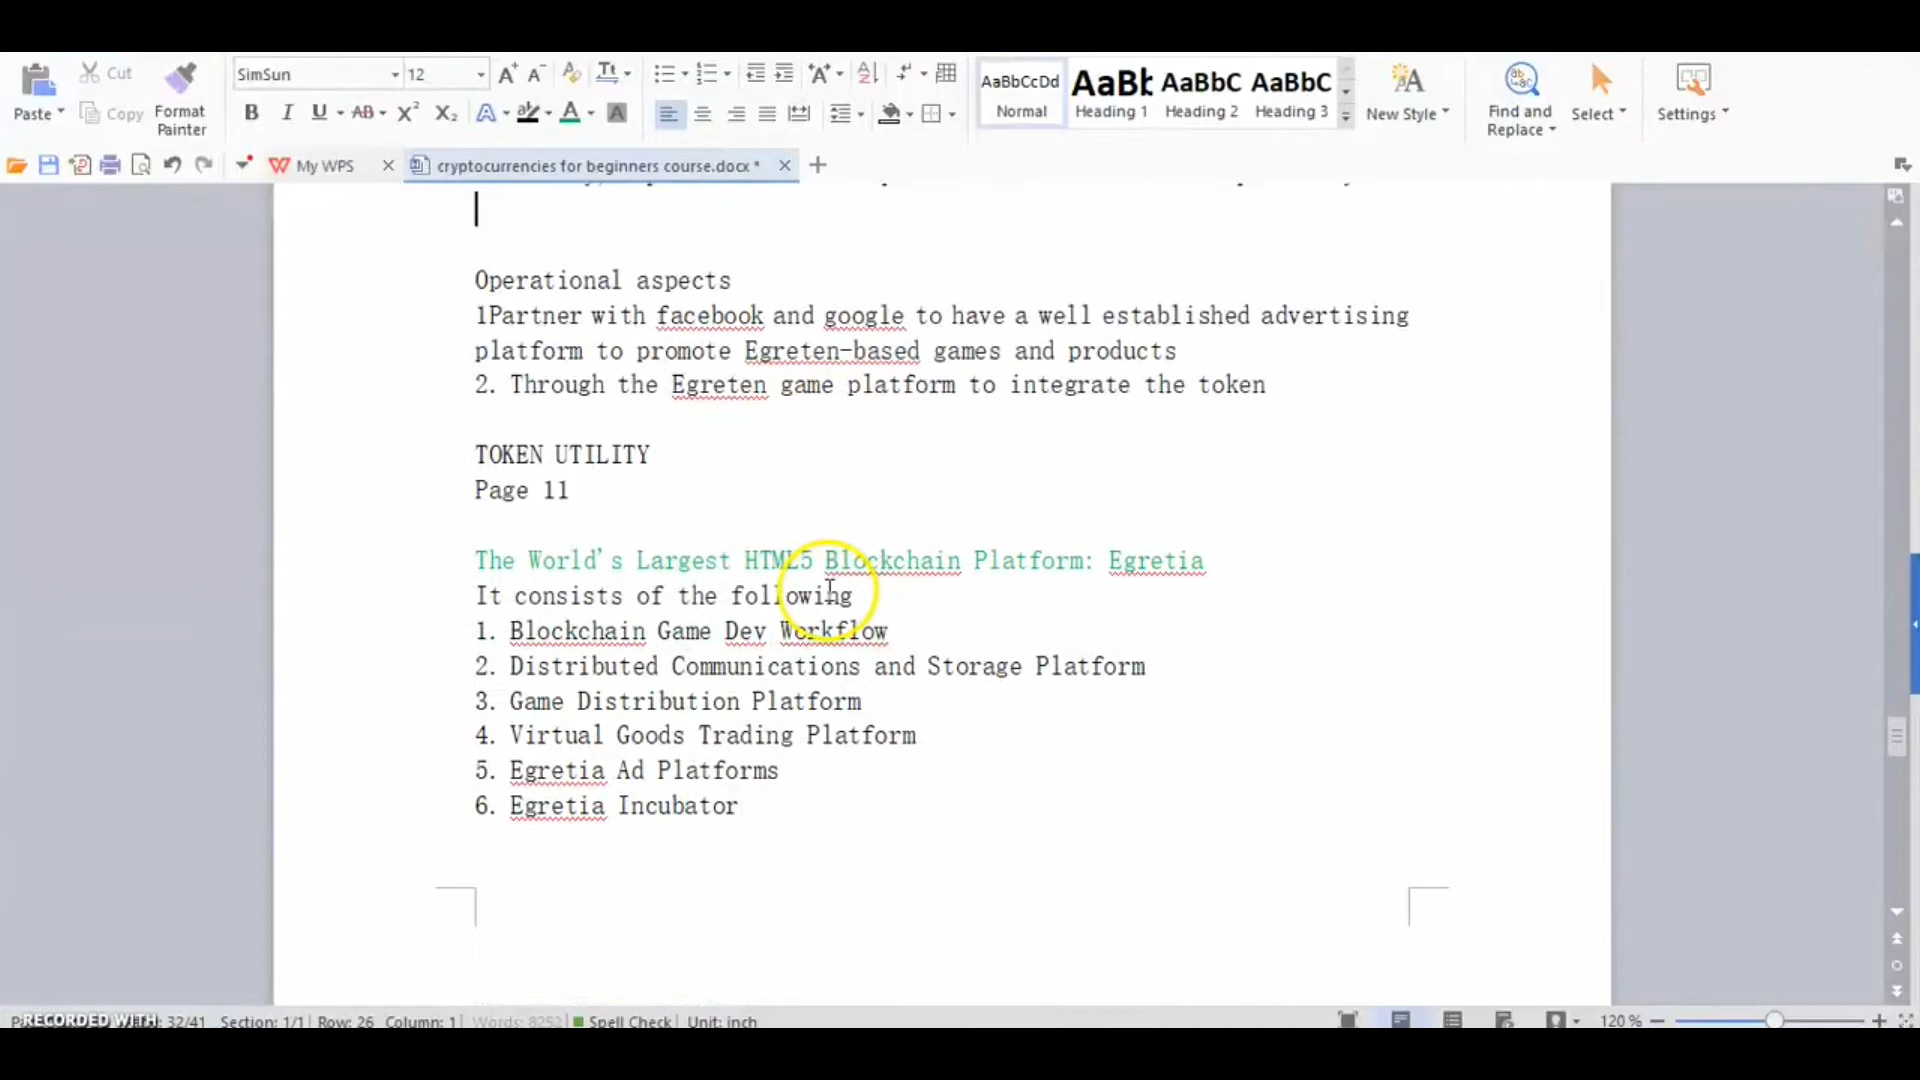 Cut
SimSun
12
AaBbCcDd
AaBb
AaBbC
AaBbC
Paste
Copy
Format
Painter
B
I
U
AB
X²
X₂
Normal
Heading 1
Heading 2
Heading 3
New Style
Find and
Replace
Select
Settings
My WPS
cryptocurrencies for beginners course.docx *
Operational aspects
1Partner with facebook and google to have a well established advertising
platform to promote Egreten-based games and products
2. Through the Egreten game platform to integrate the token
TOKEN UTILITY
Page 11
The World's Largest HTML5 Blockchain Platform: Egretia
It consists of the following
1. Blockchain Game Dev Workflow
2. Distributed Communications and Storage Platform
3. Game Distribution Platform
4. Virtual Goods Trading Platform
5. Egretia Ad Platforms
6. Egretia Incubator
RECORDED WITH
32/41 Section: 1/1 Row: 26 Column: 1 Words: 8252 Spell Check Unit: inch
120 %